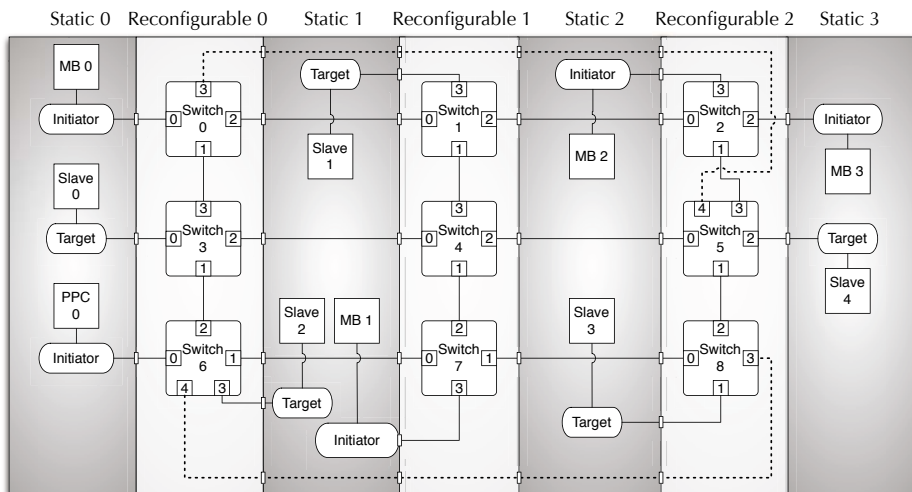 Static 0 Reconfigurable 0 Static 1 Reconfigurable 1 Static 2 Reconfigurable 2 Static 3
MB 0
Initiator
Slave
0
Target
PPC
0
Initiator
3
0 Switch 2
0
1
3
0 Switch 2
3
1
2
0 Switch 1
6
4 3
Target
Slave
1
Slave
2
MB 1
Target
Initiator
3
0 Switch 2
1
1
3
0 Switch 2
4
1
2
0 Switch 1
7
3
Initiator
MB 2
Slave
3
Target
3
0 Switch 2
2
1
4 3
0 Switch 2
5
1
2
0 Switch 3
8
1
Initiator
MB 3
Target
Slave
4